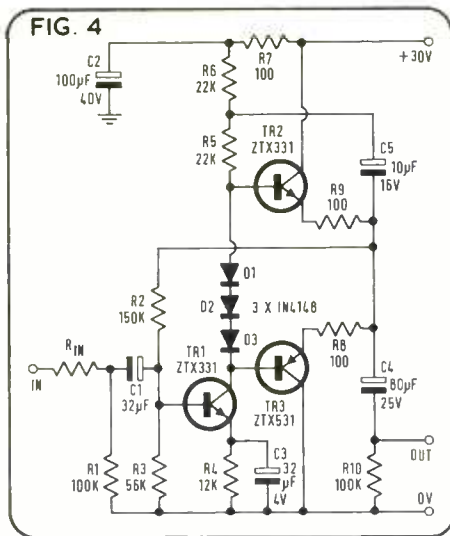 FIG. 4
C2
100µF
40V
R6
22K
R7
100
+30V
R5
22K
TR2
ZTX331
C5
10µF
16V
R9
100
D1
D2 3 X IN4148
D3
R2
150K
TR1
ZTX331
R8
100
RIN
IN
C1
32µF
TR3
ZTX531
C4
80µF
25V
R1
100K
R3
56K
R4
12K
C3
32
µF
4V
R10
100K
OUT
0V